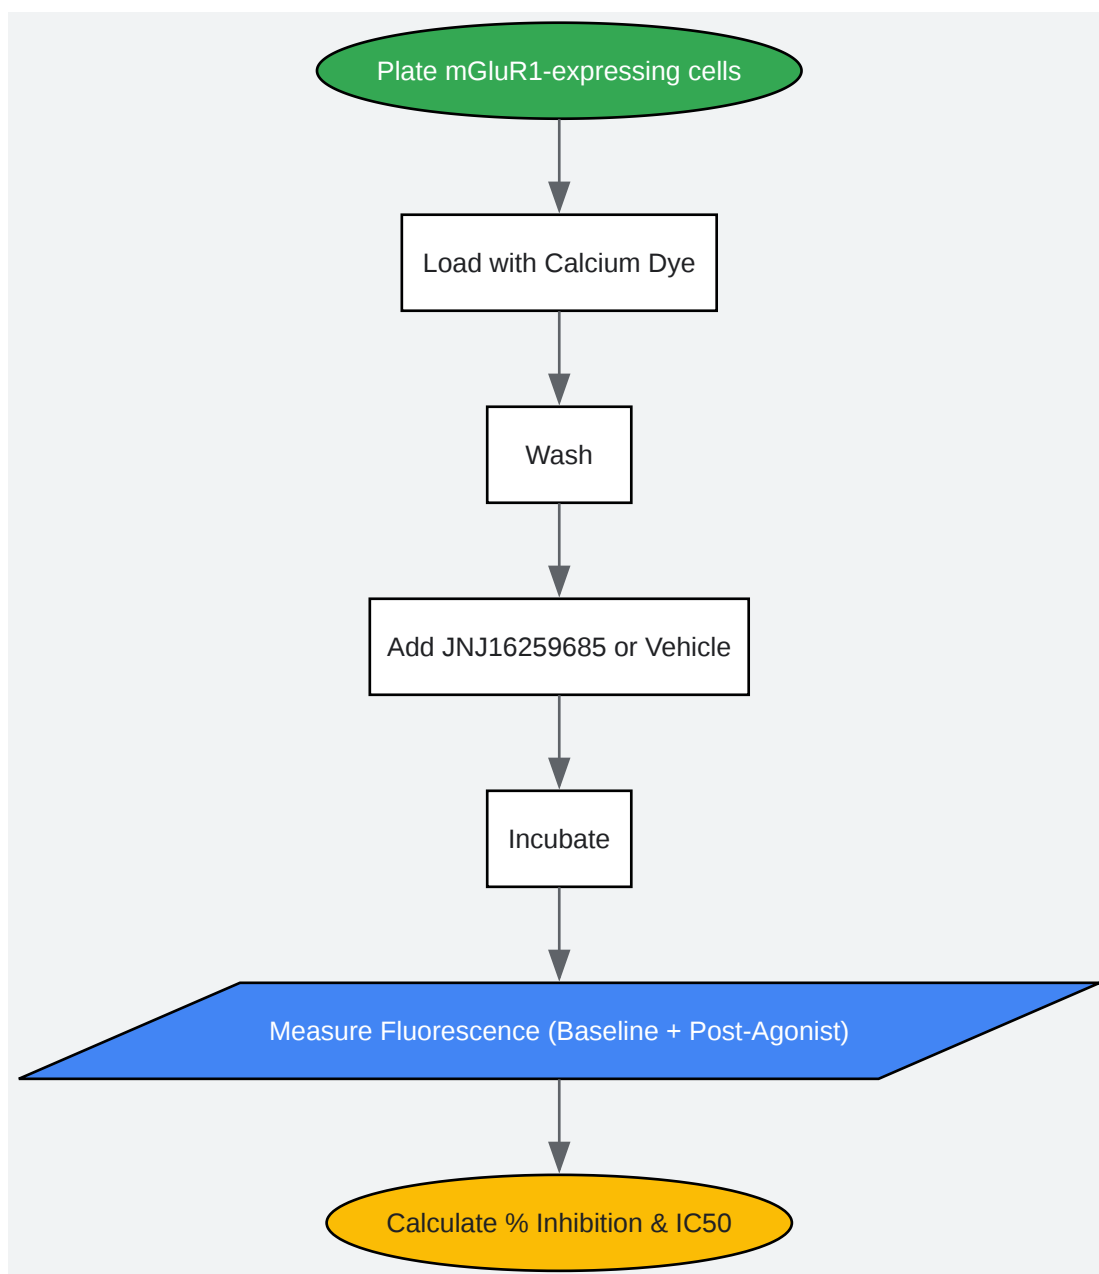 Plate mGluR1-expressing cells
Load with Calcium Dye
Wash
Add JNJ16259685 or Vehicle
Incubate
Measure Fluorescence (Baseline + Post-Agonist)
Calculate % Inhibition & IC50